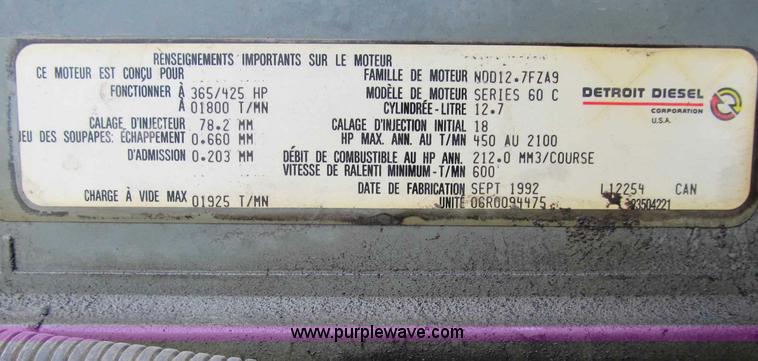 RENSEIGNEMENTS IMPORTANTS SUR LE MOTEUR
CE MOTEUR EST CONÇU POUR
FONCTIONNER À 365/425 HP
À 01800 T/MN
CALAGE D'INJECTEUR 78.2 MM
JEU DES SOUPAPES: ÉCHAPPEMENT 0.660 MM
D'ADMISSION 0.203 MM
CHARGE À VIDE MAX 01925 T/MN
FAMILLE DE MOTEUR NDD12.7FZA9
MODÈLE DE MOTEUR SERIES 60 C
CYLINDRÉE-LITRE 12.7
CALAGE D'INJECTION INITIAL 18
HP MAX. ANN. AU T/MN 450 AU 2100
DÉBIT DE COMBUSTIBLE AU HP ANN. 212.0 MM3/COURSE
VITESSE DE RALENTI MINIMUM-T/MN 600
DATE DE FABRICATION SEPT 1992 L12254 CAN
UNITÉ 06R0094475 23504221
DETROIT DIESEL
CORPORATION
U.S.A.
www.purplewave.com